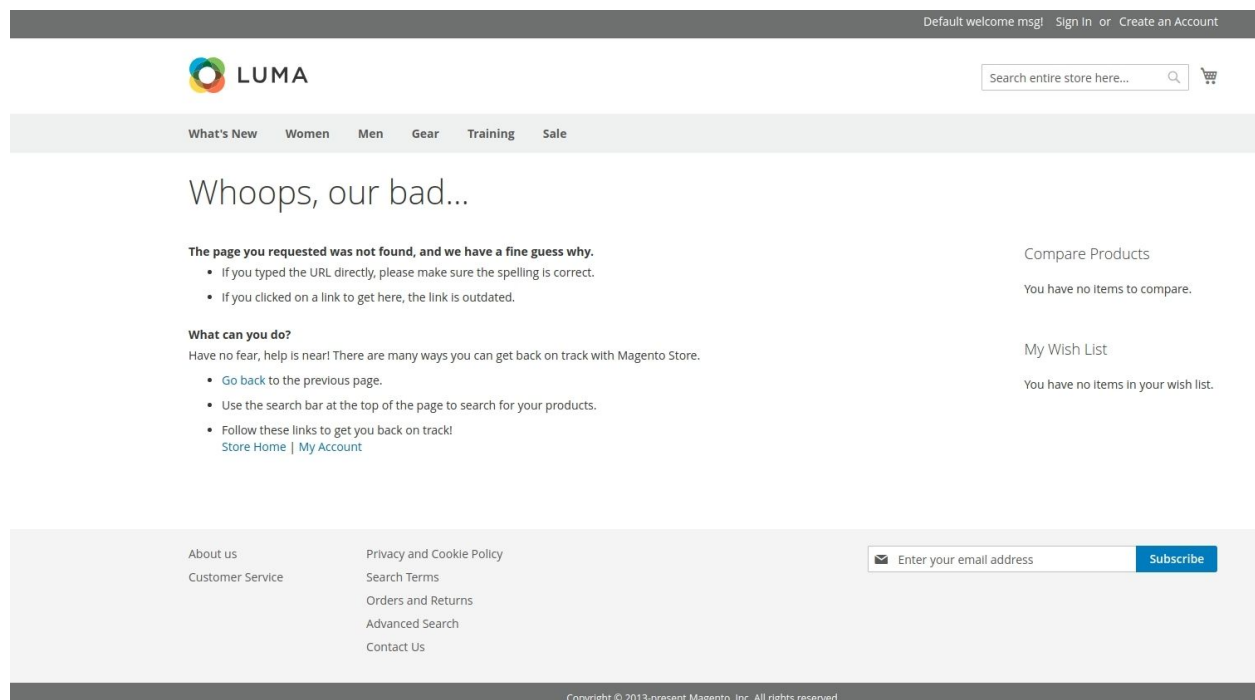 Default welcome msg! Sign In or Create an Account
LUMA
Search entire store here...
What's New Women Men Gear Training Sale
Whoops, our bad...
The page you requested was not found, and we have a fine guess why.
• If you typed the URL directly, please make sure the spelling is correct.
• If you clicked on a link to get here, the link is outdated.
What can you do?
Have no fear, help is near! There are many ways you can get back on track with Magento Store.
• Go back to the previous page.
• Use the search bar at the top of the page to search for your products.
• Follow these links to get you back on track!
Store Home | My Account
Compare Products
You have no items to compare.
My Wish List
You have no items in your wish list.
About us
Customer Service
Privacy and Cookie Policy
Search Terms
Orders and Returns
Advanced Search
Contact Us
Enter your email address
Subscribe
Copyright © 2013-present Magento, Inc. All rights reserved.